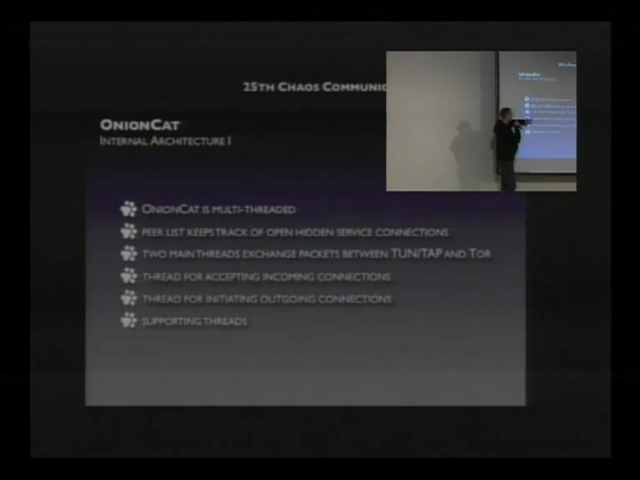 25TH CHAOS COMMUNIC
ONIONCAT
INTERNAL ARCHITECTURE I
ONIONCAT IS MULTI-THREADED
PEER LIST KEEPS TRACK OF OPEN HIDDEN SERVICE CONNECTIONS
TWO MAIN THREADS EXCHANGE PACKETS BETWEEN TUN/TAP AND TOR
THREAD FOR ACCEPTING INCOMING CONNECTIONS
THREAD FOR INITIATING OUTGOING CONNECTIONS
SUPPORTING THREADS